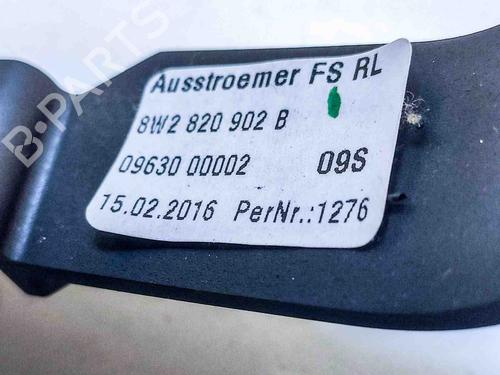 Ausstroemer FS RL
8W2 820 902 B
09630 00002 09S
15.02.2016 PerNr.:1276
B-PARTS